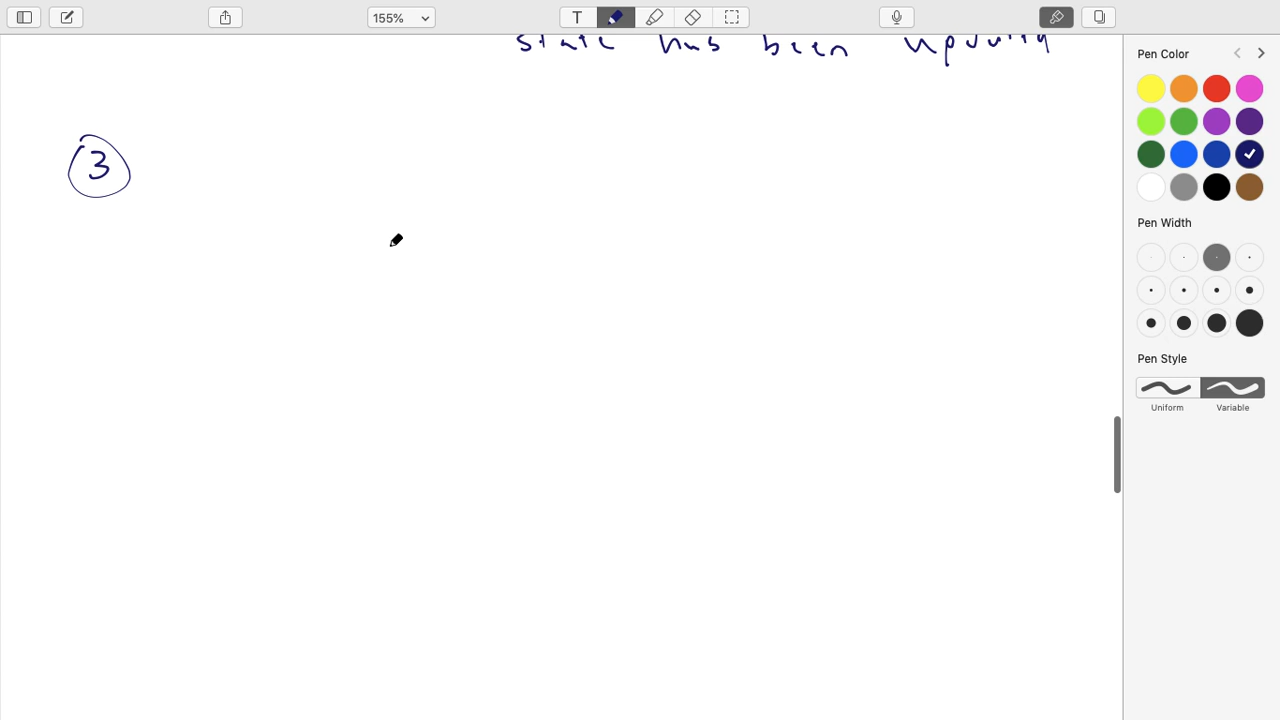 155%
T
Pen Color
state has been
3
Pen Width
Pen Style
Uniform Variable